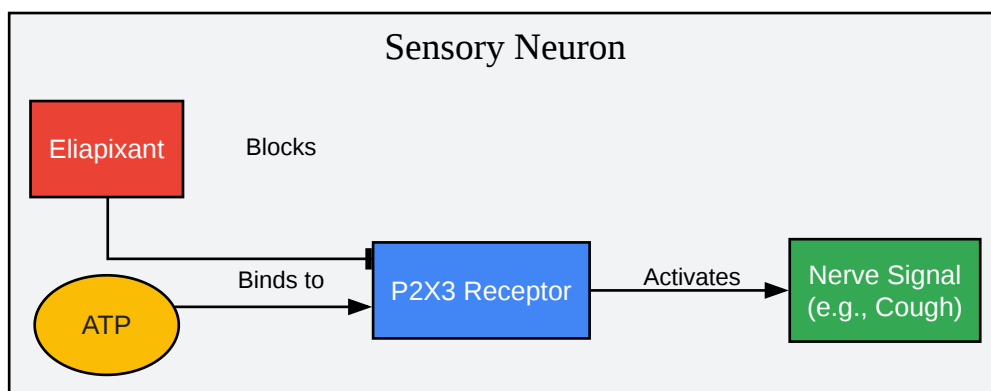 Sensory Neuron
Eliapixant
Blocks
Binds to
ATP
P2X3 Receptor
Activates
Nerve Signal
(e.g., Cough)